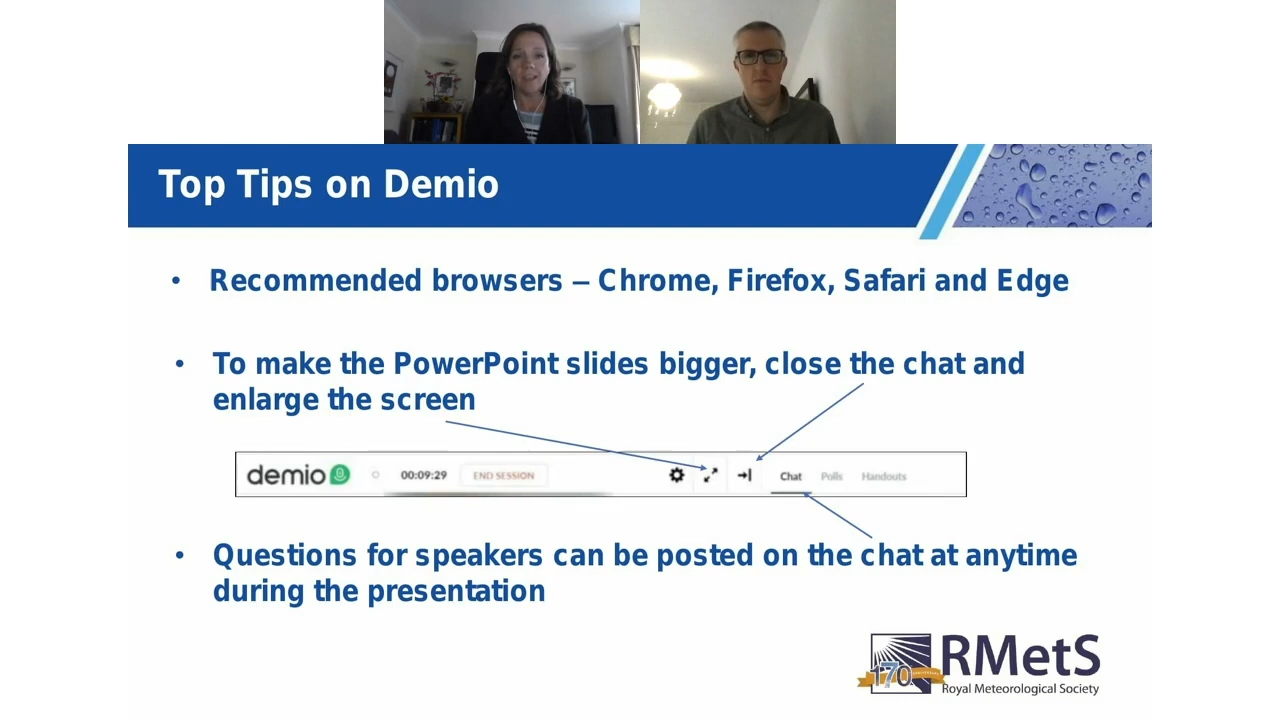 Top Tips on Demio
• Recommended browsers – Chrome, Firefox, Safari and Edge
• To make the PowerPoint slides bigger, close the chat and
enlarge the screen
demio 00:09:29 END SESSION Chat Polls Handouts
• Questions for speakers can be posted on the chat at anytime
during the presentation
RMetS
170 ANNIVERSARY
Royal Meteorological Society